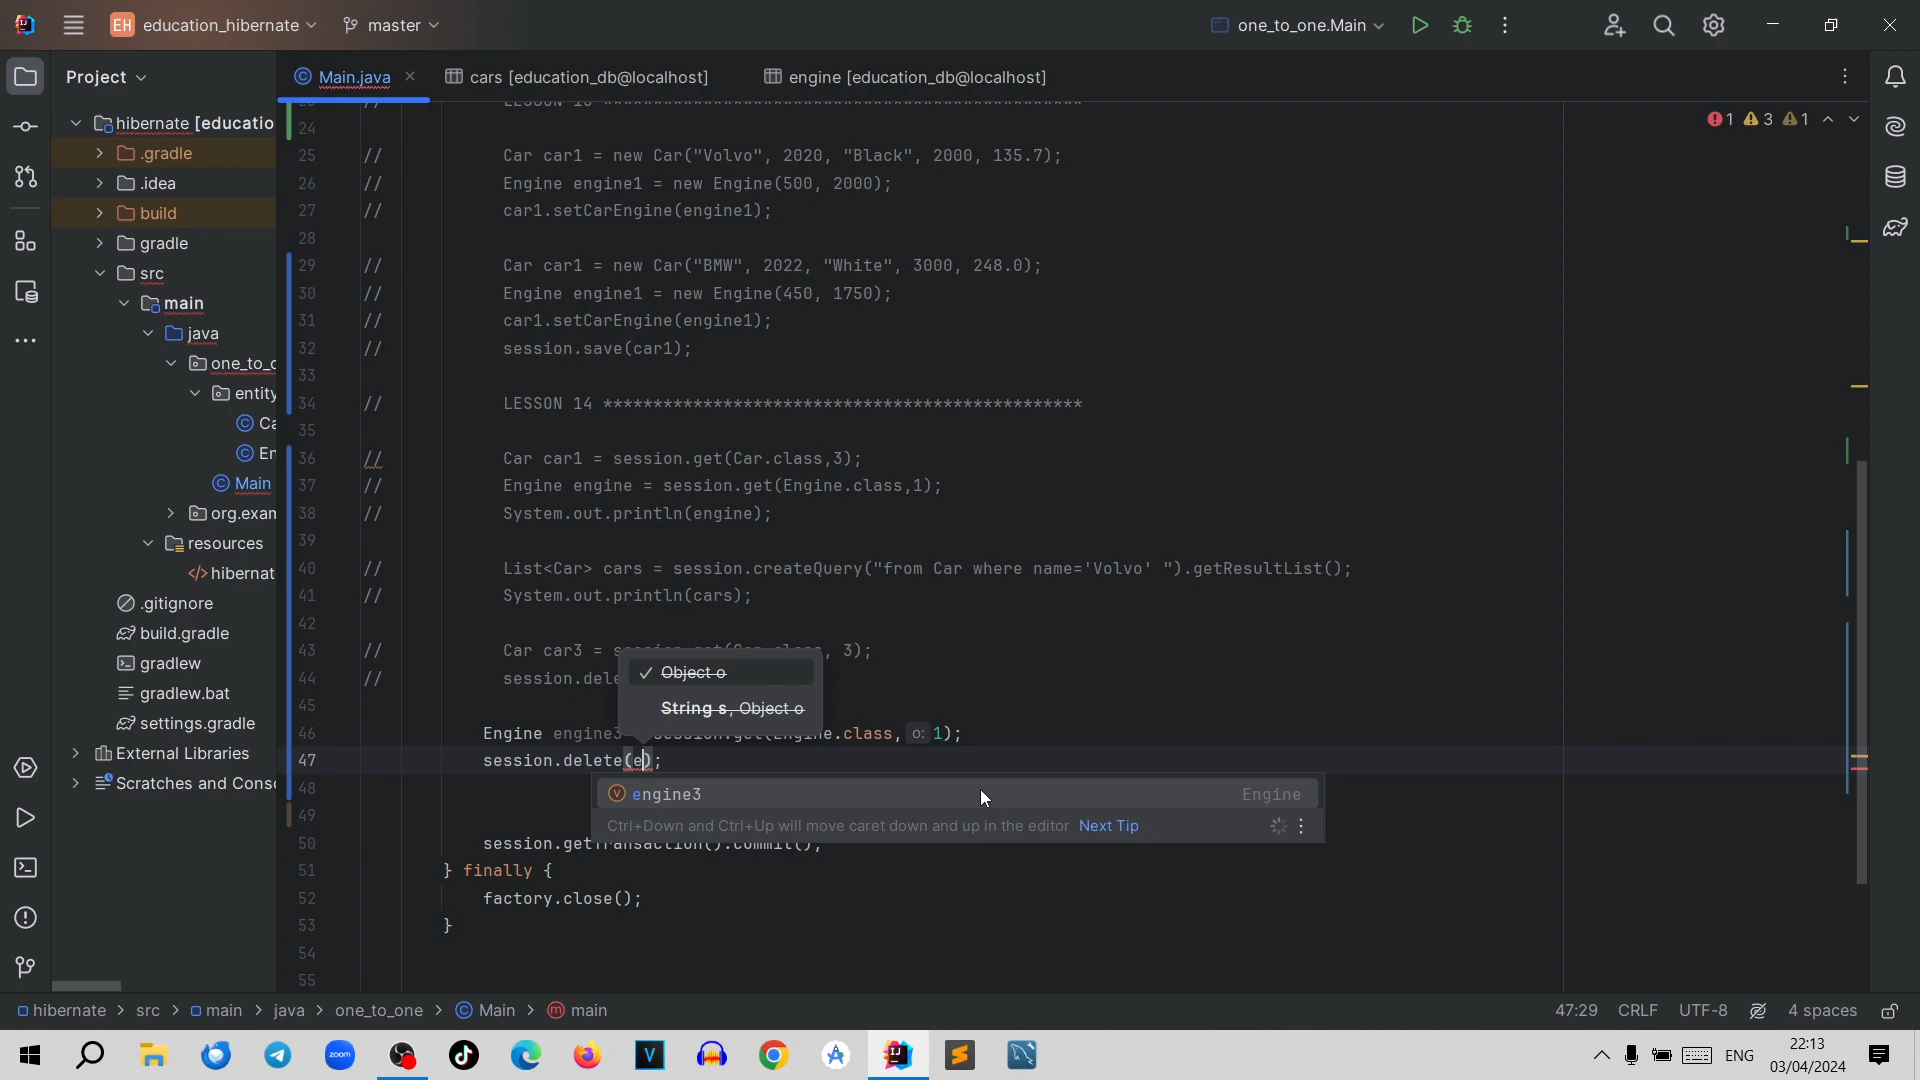 EH education_hibernate master one_to_one.Main
Project Main.java cars [education_db@localhost] engine [education_db@localhost]
hibernate [educatio
.gradle
.idea
build
gradle
src
main
java
one_to_c
entity
Ca
En
Main
org.exam
resources
hibernat
.gitignore
build.gradle
gradlew
gradlew.bat
settings.gradle
External Libraries
Scratches and Conso
1 3 1
24
25 // Car car1 = new Car("Volvo", 2020, "Black", 2000, 135.7);
26 // Engine engine1 = new Engine(500, 2000);
27 // car1.setCarEngine(engine1);
28
29 // Car car1 = new Car("BMW", 2022, "White", 3000, 248.0);
30 // Engine engine1 = new Engine(450, 1750);
31 // car1.setCarEngine(engine1);
32 // session.save(car1);
33
34 // LESSON 14 ************************************************
35
36 // Car car1 = session.get(Car.class,3);
37 // Engine engine = session.get(Engine.class,1);
38 // System.out.println(engine);
39
40 // List<Car> cars = session.createQuery("from Car where name='Volvo' ").getResultList();
41 // System.out.println(cars);
42
43 // Car car3 = 3);
44 // session.dele
45
46 Engine engine3 .class, o: 1);
47 session.delete(e);
48
49
50 session.getTransaction().commit();
51 } finally {
52 factory.close();
53 }
54
55
Object o
String s, Object o
engine3 Engine
Ctrl+Down and Ctrl+Up will move caret down and up in the editor Next Tip
hibernate > src > main > java > one_to_one > Main > main 47:29 CRLF UTF-8 4 spaces
zoom ENG 22:13
03/04/2024